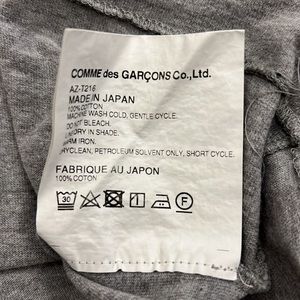 COMME des GARÇONS Co., Ltd.
AZ-T216
MADE IN JAPAN
100% COTTON
MACHINE WASH COLD, GENTLE CYCLE.
DO NOT BLEACH.
DRY IN SHADE.
WARM IRON.
DRYCLEAN, PETROLEUM SOLVENT ONLY, SHORT CYCLE.
FABRIQUE AU JAPON
100% COTON
30
F